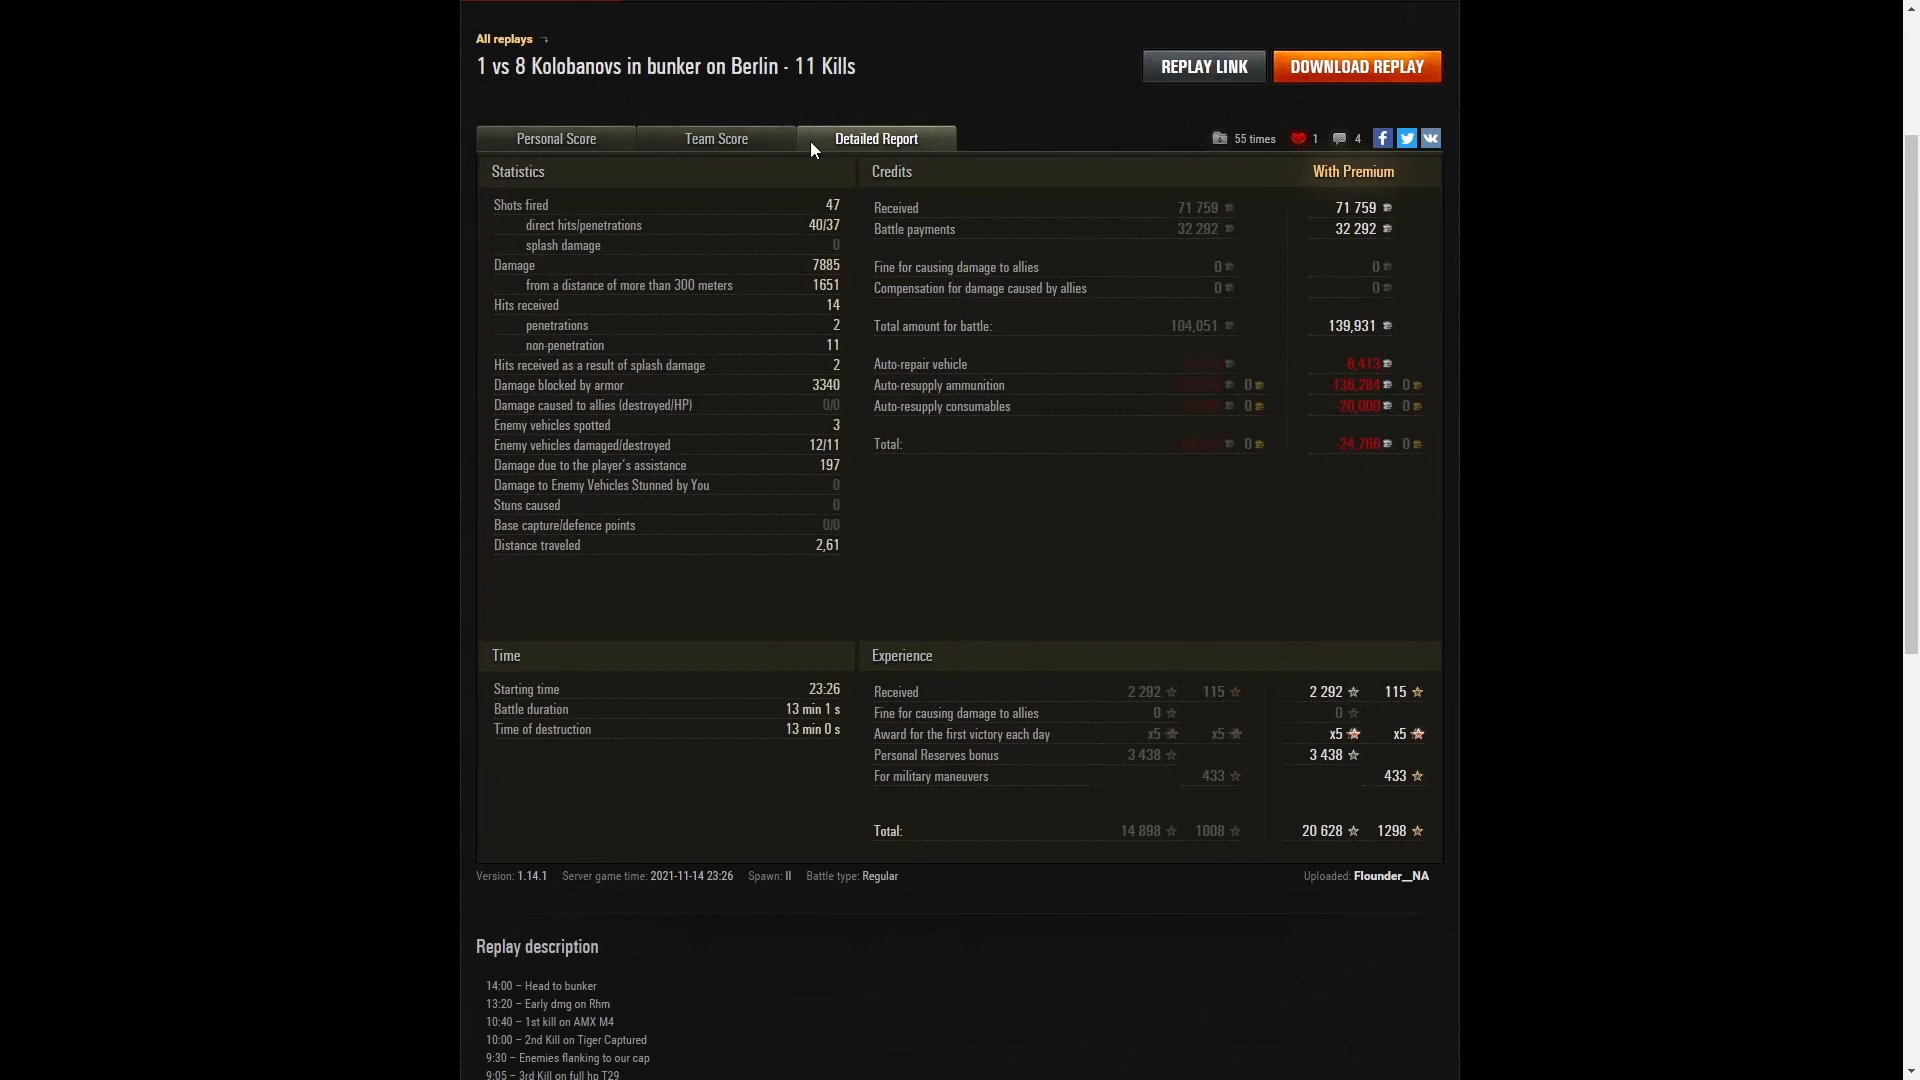 All replays
1 vs 8 Kolobanovs in bunker on Berlin - 11 Kills
REPLAY LINK
DOWNLOAD REPLAY
Personal Score
Team Score
Detailed Report
55 times
1
4
Statistics
Shots fired 47
direct hits/penetrations 40/37
splash damage 0
Damage 7885
from a distance of more than 300 meters 1651
Hits received 14
penetrations 2
non-penetration 11
Hits received as a result of splash damage 2
Damage blocked by armor 3340
Damage caused to allies (destroyed/HP) 0/0
Enemy vehicles spotted 3
Enemy vehicles damaged/destroyed 12/11
Damage due to the player's assistance 197
Damage to Enemy Vehicles Stunned by You 0
Stuns caused 0
Base capture/defence points 0/0
Distance traveled 2,61
Credits With Premium
Received 71 759 71 759
Battle payments 32 292 32 292
Fine for causing damage to allies 0 0
Compensation for damage caused by allies 0 0
Total amount for battle: 104,051 139,931
Auto-repair vehicle -8,413
Auto-resupply ammunition 0 -136,284 0
Auto-resupply consumables 0 -20,000 0
Total: 0 -24,766 0
Time
Starting time 23:26
Battle duration 13 min 1 s
Time of destruction 13 min 0 s
Experience
Received 2 292 115 2 292 115
Fine for causing damage to allies 0 0
Award for the first victory each day x5 x5 x5 x5
Personal Reserves bonus 3 438 3 438
For military maneuvers 433 433
Total: 14 898 1008 20 628 1298
Version: 1.14.1 Server game time: 2021-11-14 23:26 Spawn: II Battle type: Regular
Uploaded: Flounder__NA
Replay description
14:00 – Head to bunker
13:20 – Early dmg on Rhm
10:40 – 1st kill on AMX M4
10:00 – 2nd Kill on Tiger Captured
9:30 – Enemies flanking to our cap
9:05 – 3rd Kill on full hp T29